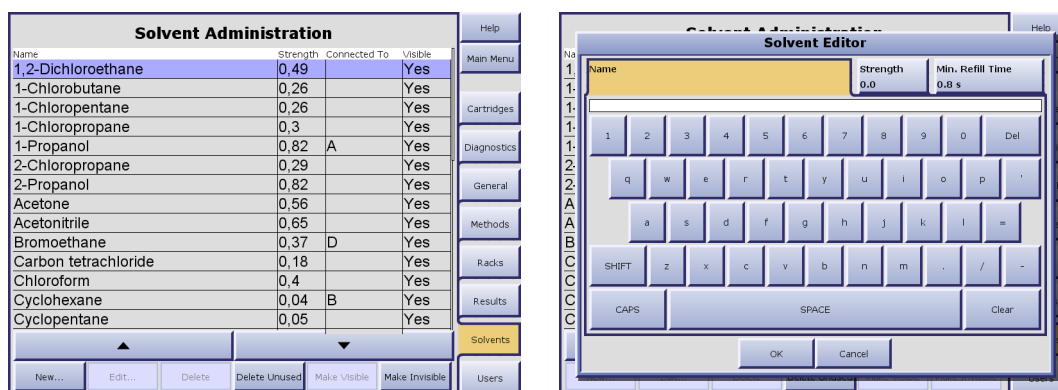 Solvent Administration
Name Strength Connected To Visible
1,2-Dichloroethane 0,49 Yes
1-Chlorobutane 0,26 Yes
1-Chloropentane 0,26 Yes
1-Chloropropane 0,3 Yes
1-Propanol 0,82 A Yes
2-Chloropropane 0,29 Yes
2-Propanol 0,82 Yes
Acetone 0,56 Yes
Acetonitrile 0,65 Yes
Bromoethane 0,37 D Yes
Carbon tetrachloride 0,18 Yes
Chloroform 0,4 Yes
Cyclohexane 0,04 B Yes
Cyclopentane 0,05 Yes
New... Edit... Delete Delete Unused Make Visible Make Invisible
Help
Main Menu
Cartridges
Diagnostics
General
Methods
Racks
Results
Solvents
Users
Solvent Administration
Help
Solvent Editor
Name Strength Min. Refill Time
0.0 0.8 s
1 2 3 4 5 6 7 8 9 0 Del
q w e r t y u i o p '
a s d f g h j k l =
SHIFT z x c v b n m . / -
CAPS SPACE Clear
OK Cancel
Users